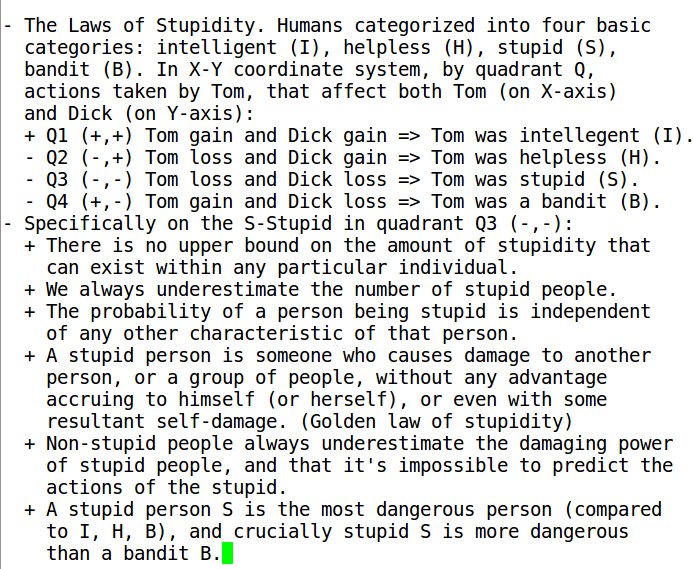 - The Laws of Stupidity. Humans categorized into four basic
categories: intelligent (I), helpless (H), stupid (S),
bandit (B). In X-Y coordinate system, by quadrant Q,
actions taken by Tom, that affect both Tom (on X-axis)
and Dick (on Y-axis):
+ Q1 (+,+) Tom gain and Dick gain => Tom was intellegent (I).
- Q2 (-,+) Tom loss and Dick gain => Tom was helpless (H).
- Q3 (-,-) Tom loss and Dick loss => Tom was stupid (S).
- Q4 (+,-) Tom gain and Dick loss => Tom was a bandit (B).
- Specifically on the S-Stupid in quadrant Q3 (-,-):
+ There is no upper bound on the amount of stupidity that
can exist within any particular individual.
+ We always underestimate the number of stupid people.
+ The probability of a person being stupid is independent
of any other characteristic of that person.
+ A stupid person is someone who causes damage to another
person, or a group of people, without any advantage
accruing to himself (or herself), or even with some
resultant self-damage. (Golden law of stupidity)
+ Non-stupid people always underestimate the damaging power
of stupid people, and that it's impossible to predict the
actions of the stupid.
+ A stupid person S is the most dangerous person (compared
to I, H, B), and crucially stupid S is more dangerous
than a bandit B.